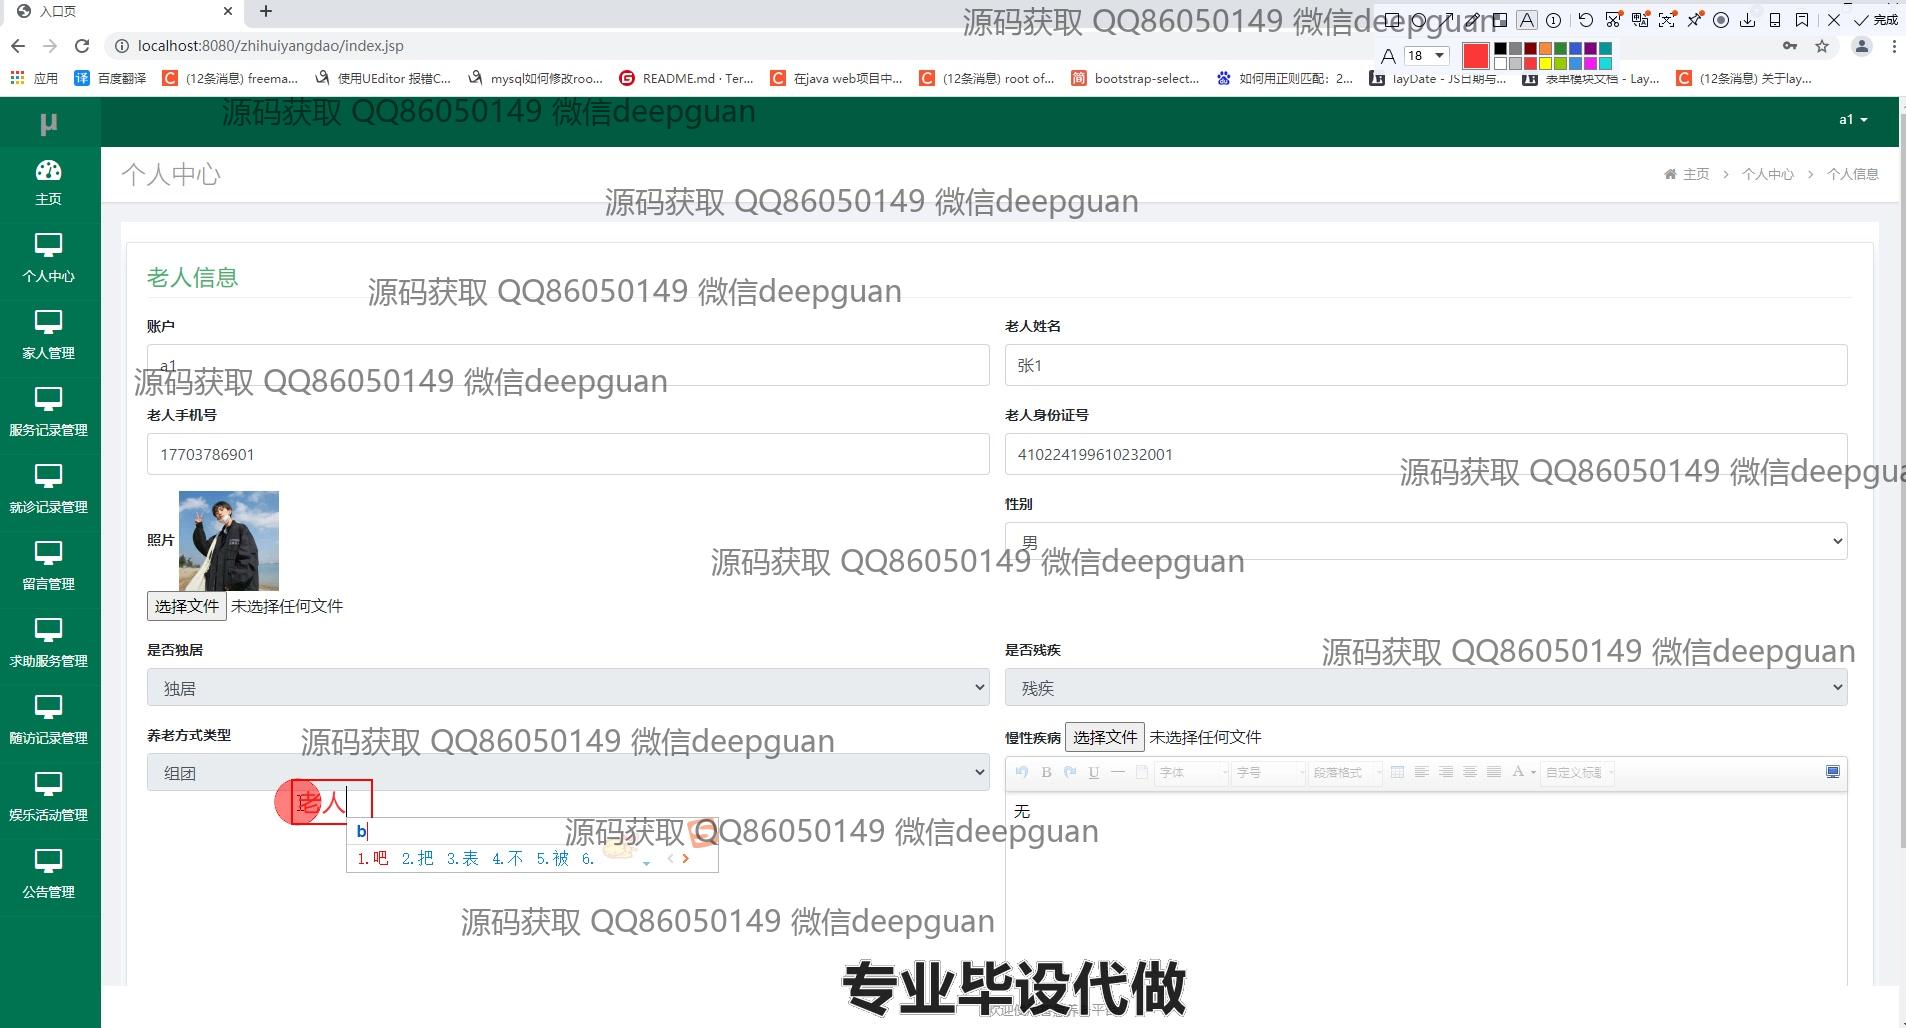 入口页
源码获取 QQ86050149 微信deepguan
完成
localhost:8080/zhihuiyangdao/index.jsp
A 18
应用 百度翻译 (12条消息) freema... 使用UEditor 报错C... mysql如何修改roo... README.md · Ter... 在java web项目中... (12条消息) root of... bootstrap-select... 如何用正则匹配：2... layDate - JS日期与... 表单模块文档 - Lay... (12条消息) 关于lay...
源码获取 QQ86050149 微信deepguan
μ
a1
主页
个人中心
主页 > 个人中心 > 个人信息
源码获取 QQ86050149 微信deepguan
个人中心
老人信息
源码获取 QQ86050149 微信deepguan
家人管理
账户 老人姓名
a1 张1
源码获取 QQ86050149 微信deepguan
服务记录管理
老人手机号 老人身份证号
17703786901 410224199610232001
源码获取 QQ86050149 微信deepgua
就诊记录管理
照片 性别
男
源码获取 QQ86050149 微信deepguan
留言管理
选择文件 未选择任何文件
求助服务管理
是否独居 是否残疾
源码获取 QQ86050149 微信deepguan
独居 残疾
随访记录管理
养老方式类型 慢性疾病 选择文件 未选择任何文件
源码获取 QQ86050149 微信deepguan
组团
B U 字体 字号 段落格式 A 自定义标题
老人
无
娱乐活动管理
b
源码获取 QQ86050149 微信deepguan
1.吧 2.把 3.表 4.不 5.被 6.
公告管理
源码获取 QQ86050149 微信deepguan
专业毕设代做